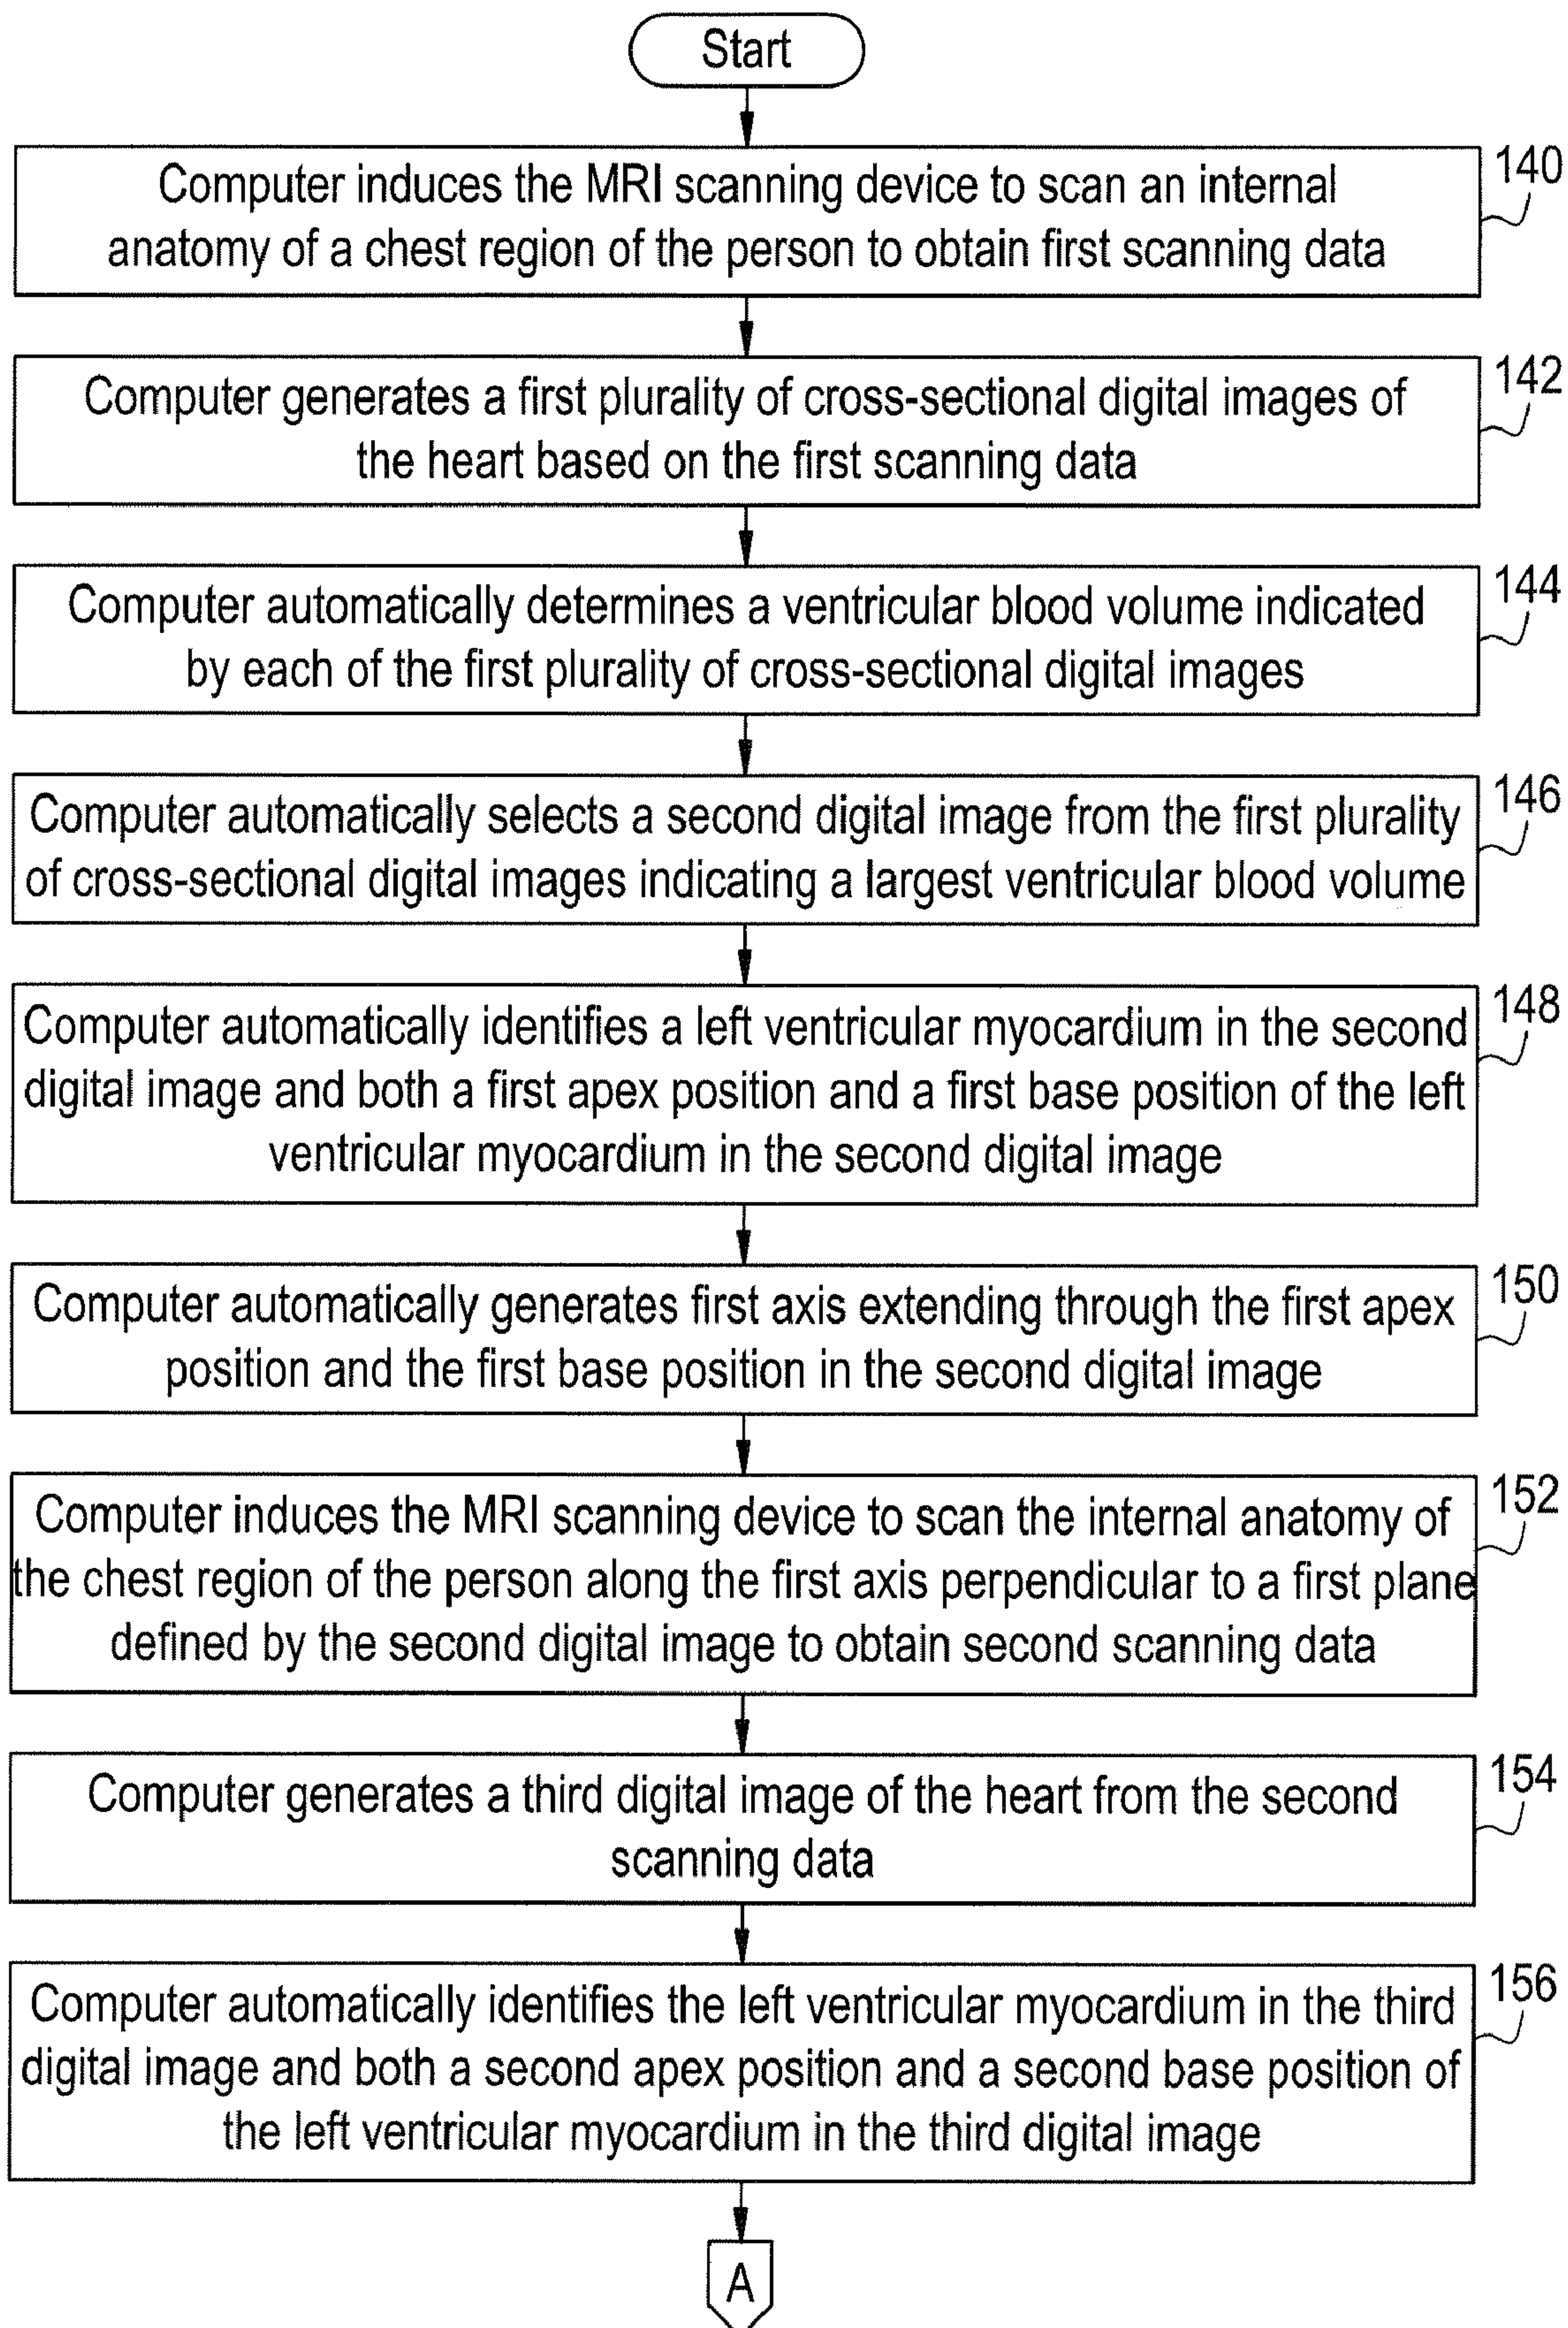 Start
140
Computer induces the MRI scanning device to scan an internal
anatomy of a chest region of the person to obtain first scanning data
142
Computer generates a first plurality of cross-sectional digital images of
the heart based on the first scanning data
144
Computer automatically determines a ventricular blood volume indicated
by each of the first plurality of cross-sectional digital images
146
Computer automatically selects a second digital image from the first plurality
of cross-sectional digital images indicating a largest ventricular blood volume
148
Computer automatically identifies a left ventricular myocardium in the second
digital image and both a first apex position and a first base position of the left
ventricular myocardium in the second digital image
150
Computer automatically generates first axis extending through the first apex
position and the first base position in the second digital image
152
Computer induces the MRI scanning device to scan the internal anatomy of
the chest region of the person along the first axis perpendicular to a first plane
defined by the second digital image to obtain second scanning data
154
Computer generates a third digital image of the heart from the second
scanning data
156
Computer automatically identifies the left ventricular myocardium in the third
digital image and both a second apex position and a second base position of
the left ventricular myocardium in the third digital image
A